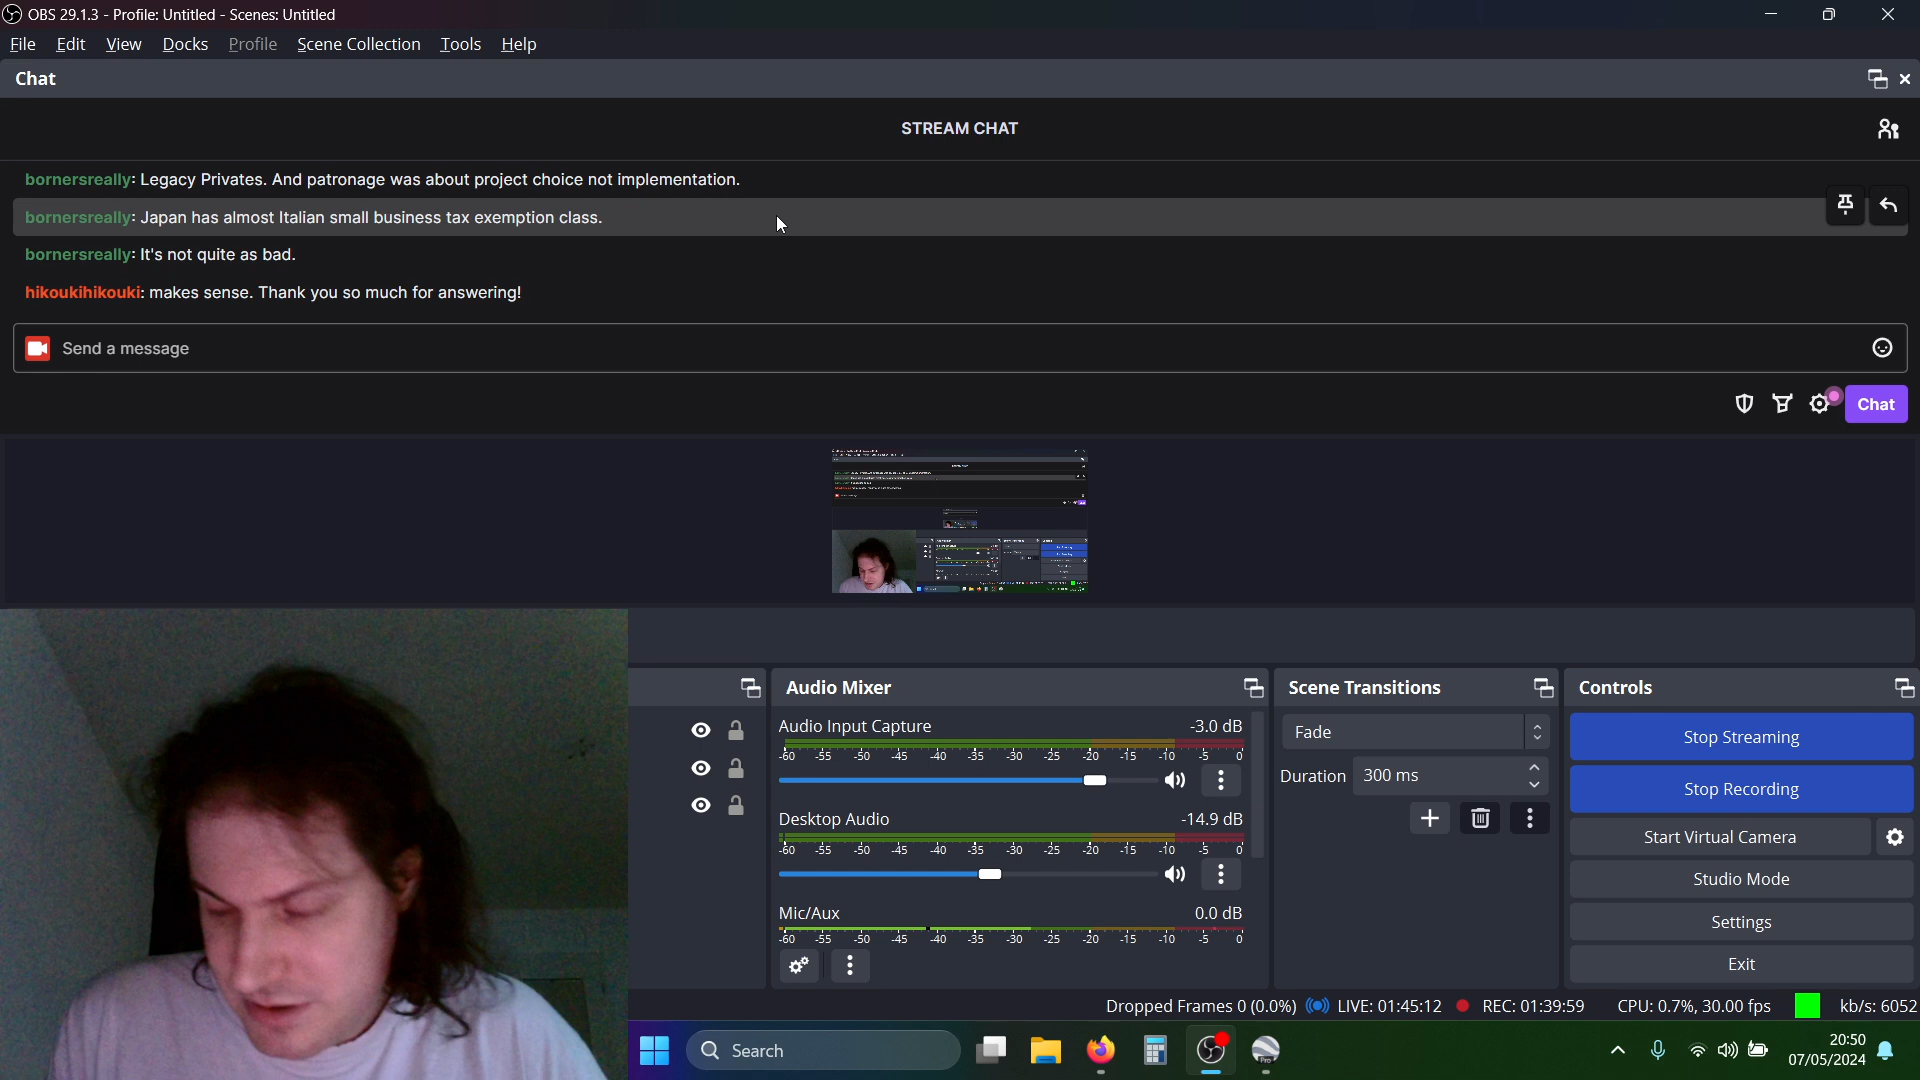 OBS 29.1.3 - Profile: Untitled - Scenes: Untitled
File Edit View Docks Profile Scene Collection Tools Help
Chat
STREAM CHAT
bornersreally: Legacy Privates. And patronage was about project choice not implementation.
bornersreally: Japan has almost Italian small business tax exemption class.
bornersreally: It's not quite as bad.
hikoukihikouki: makes sense. Thank you so much for answering!
Send a message
Chat
Audio Mixer
Audio Input Capture -3.0 dB
-60 -55 -50 -45 -40 -35 -30 -25 -20 -15 -10 -5 0
Desktop Audio -14.9 dB
-60 -55 -50 -45 -40 -35 -30 -25 -20 -15 -10 -5 0
Mic/Aux 0.0 dB
-60 -55 -50 -45 -40 -35 -30 -25 -20 -15 -10 -5 0
Scene Transitions
Fade
Duration 300 ms
Controls
Stop Streaming
Stop Recording
Start Virtual Camera
Studio Mode
Settings
Exit
Dropped Frames 0 (0.0%) LIVE: 01:45:12 REC: 01:39:59 CPU: 0.7%, 30.00 fps kb/s: 6052
Search
20:50
07/05/2024